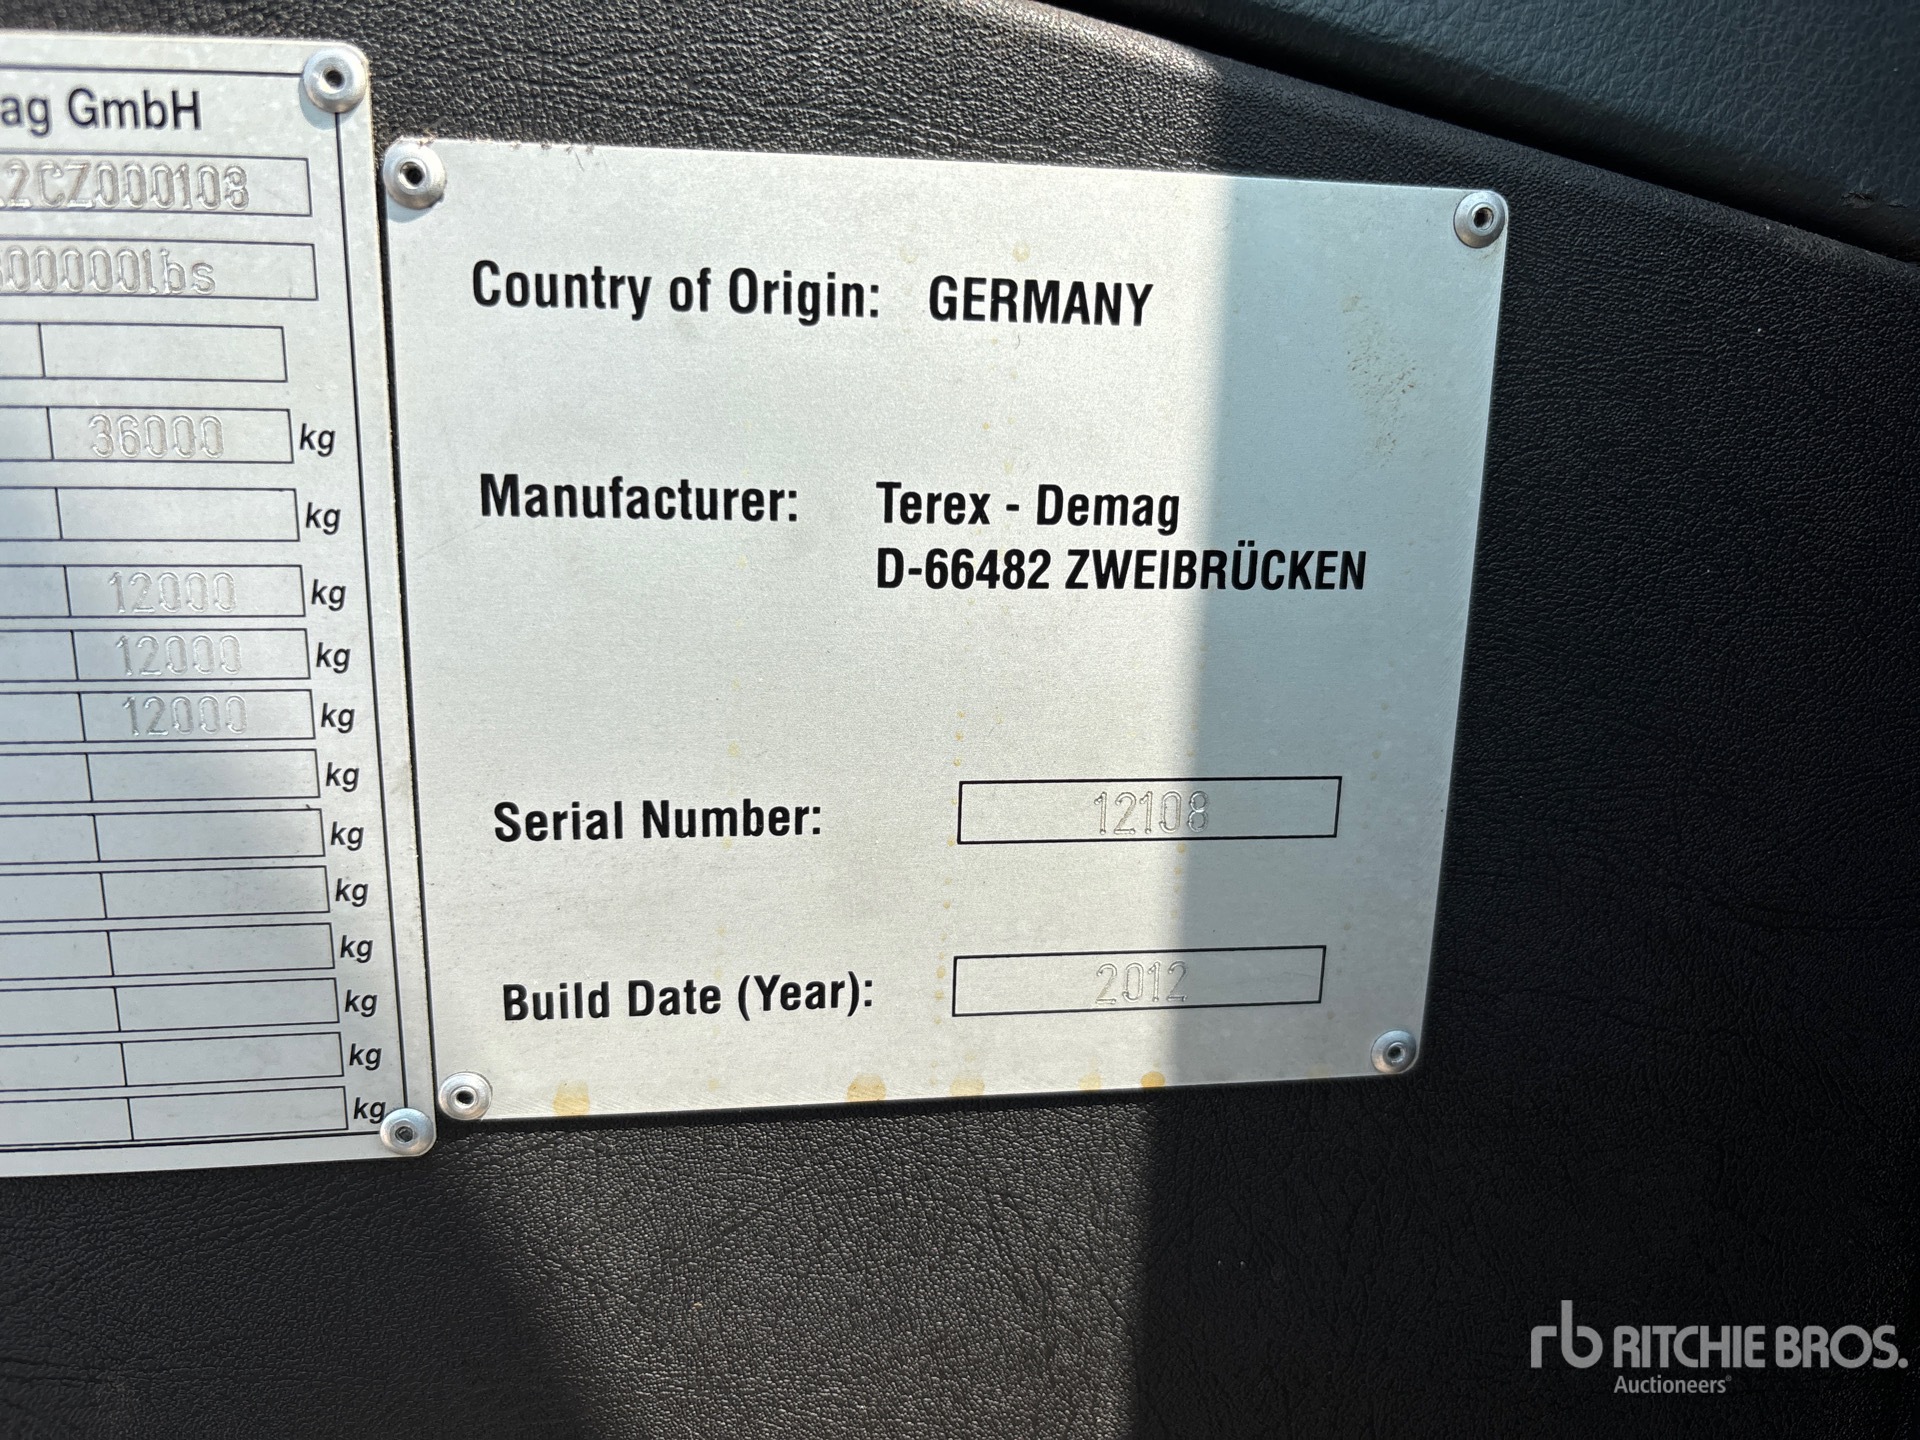 ag GmbH
2CZ000108
00000lbs
36000 kg
kg
12000 kg
12000 kg
12000 kg
kg
kg
kg
kg
kg
kg
kg
Country of Origin: GERMANY
Manufacturer: Terex - Demag
D-66482 ZWEIBRÜCKEN
Serial Number: 12108
Build Date (Year): 2012
rb RITCHIE BROS.
Auctioneers®